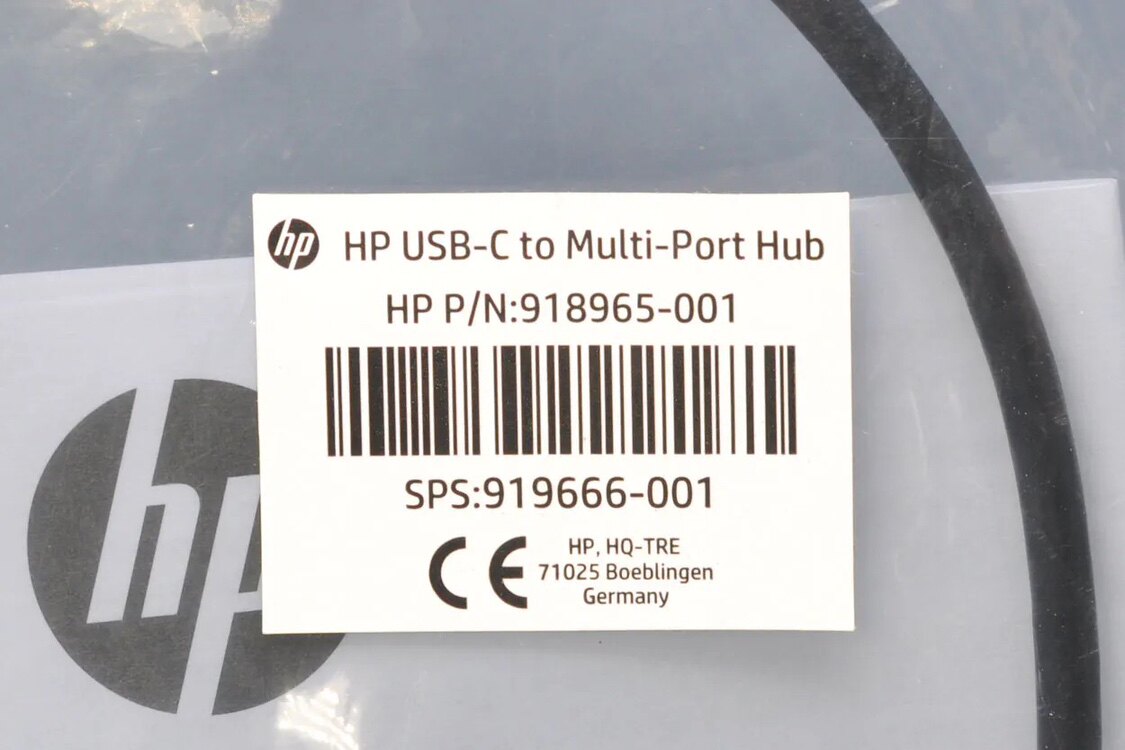 hp HP USB-C to Multi-Port Hub
HP P/N:918965-001
SPS:919666-001
CE
HP, HQ-TRE
71025 Boeblingen
Germany
hp